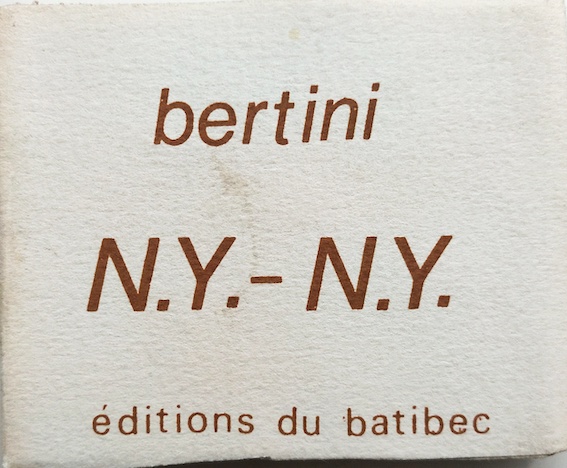 bertini
N.Y.- N.Y.
éditions du batibec